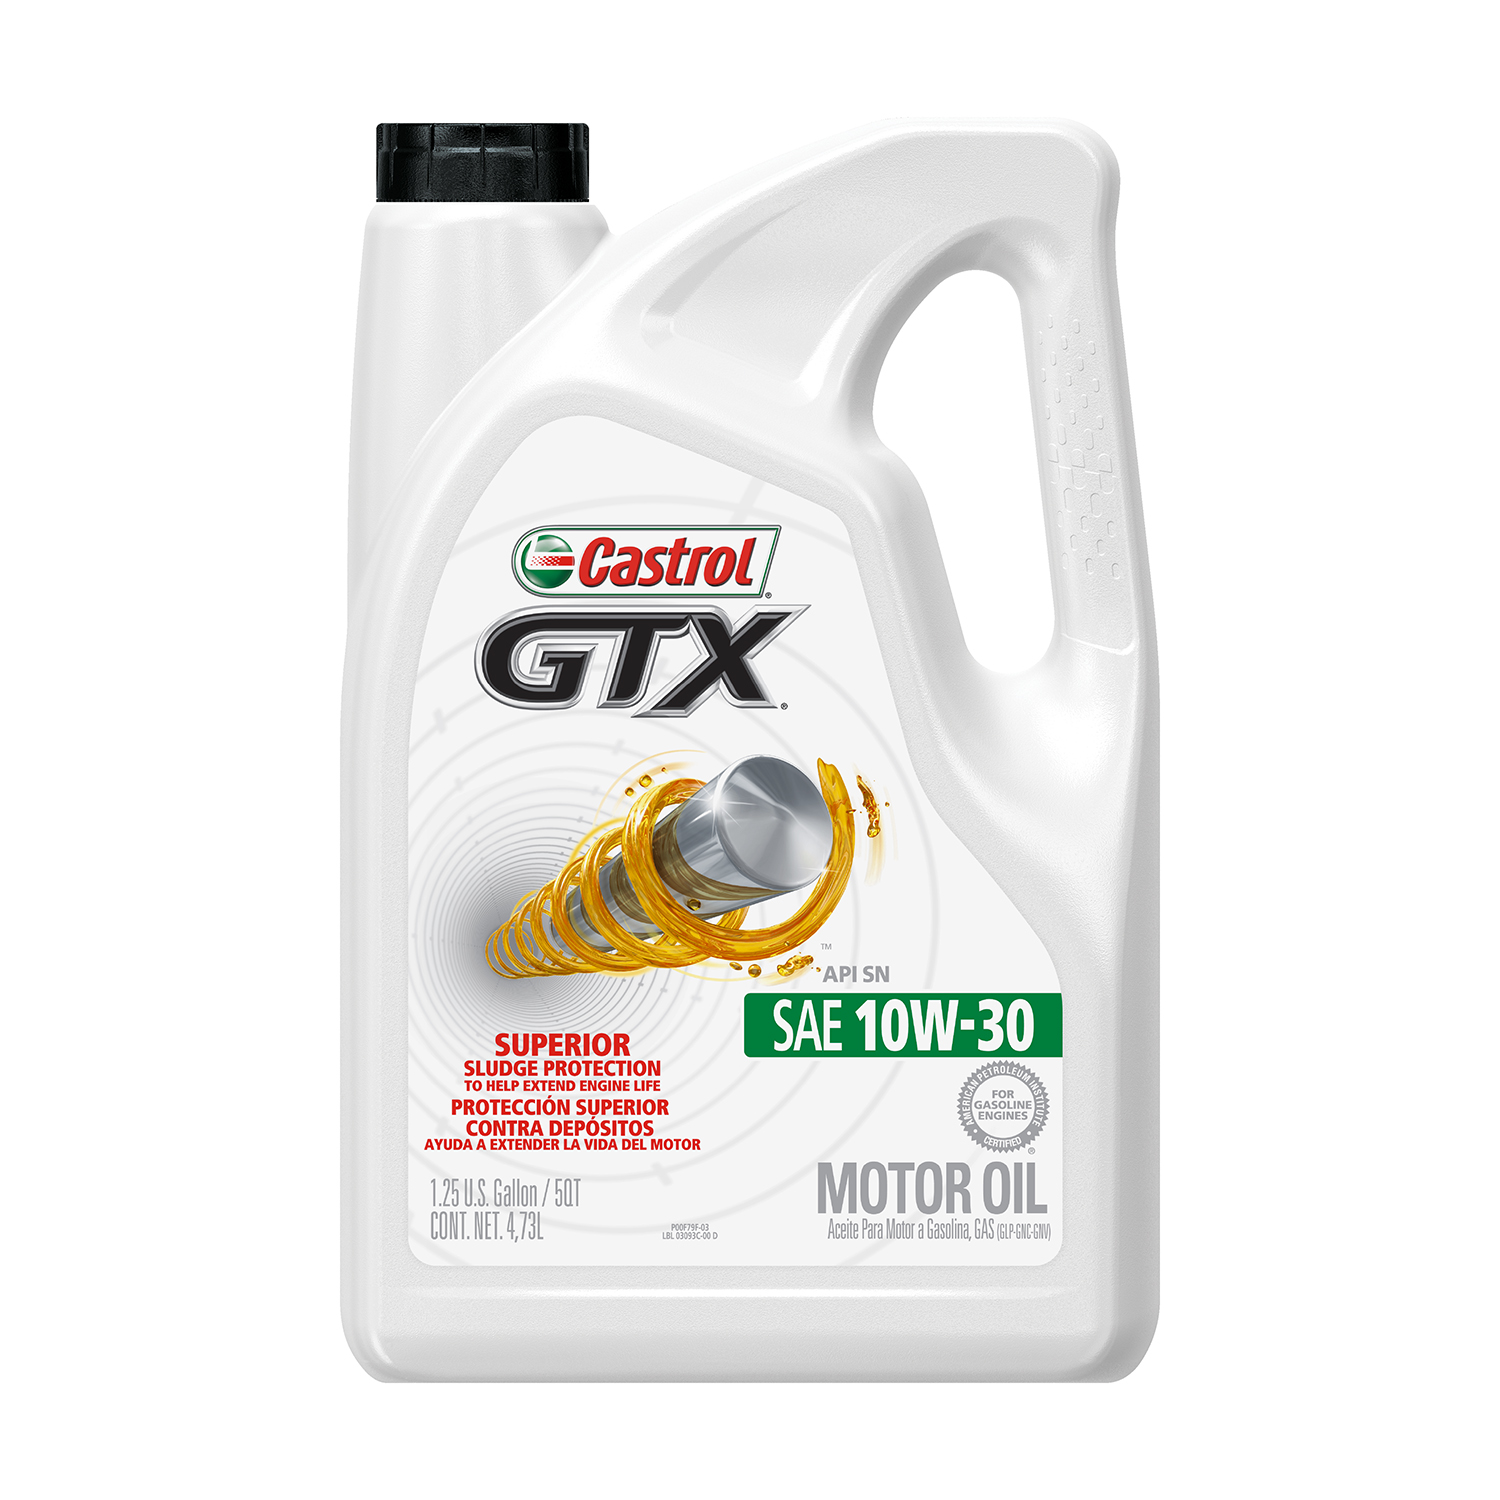 Castrol®
GTX®
™
API SN
SAE 10W-30
SUPERIOR
SLUDGE PROTECTION
TO HELP EXTEND ENGINE LIFE
PROTECCIÓN SUPERIOR
CONTRA DEPÓSITOS
AYUDA A EXTENDER LA VIDA DEL MOTOR
AMERICAN PETROLEUM INSTITUTE
FOR
GASOLINE
ENGINES
CERTIFIED
®
MOTOR OIL
Aceite Para Motor a Gasolina, GAS (GLP-GNC-GNV)
1.25 U.S. Gallon / 5QT
CONT. NET. 4,73L
P00F79F-03
LBL 03093C-00 D